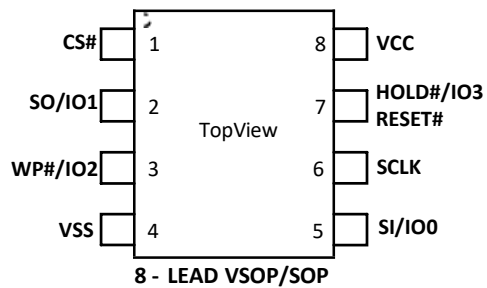 CS# 1 8 VCC
SO/IO1 2 7 HOLD#/IO3
RESET#
TopView
WP#/IO2 3 6 SCLK
VSS 4 5 SI/IO0
8 - LEAD VSOP/SOP